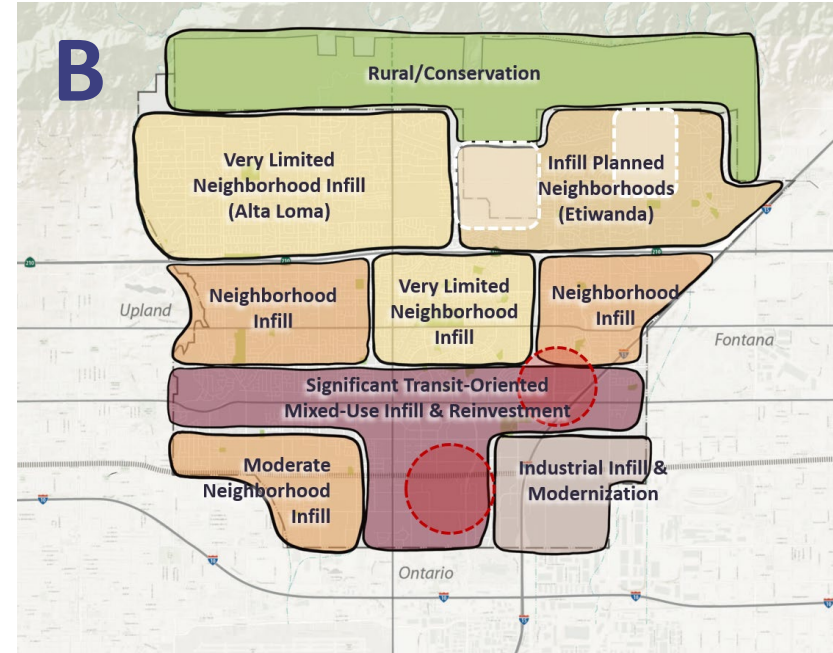 B
Rural/Conservation
Very Limited
Neighborhood Infill
(Alta Loma)
Infill Planned
Neighborhoods
(Etiwanda)
Upland
Neighborhood
Infill
Very Limited
Neighborhood
Infill
Neighborhood
Infill
Fontana
Significant Transit-Oriented
Mixed-Use Infill & Reinvestment
Moderate
Neighborhood
Infill
Industrial Infill &
Modernization
Ontario